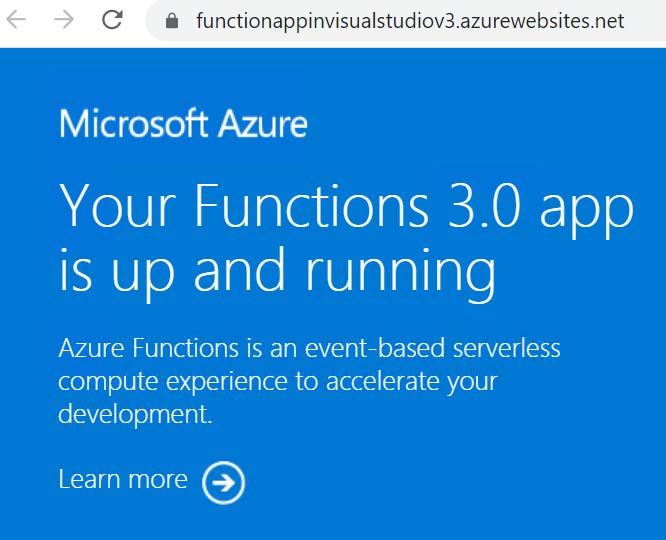 functionappinvisualstudiov3.azurewebsites.net
Microsoft Azure
Your Functions 3.0 app
is up and running
Azure Functions is an event-based serverless
compute experience to accelerate your
development.
Learn more